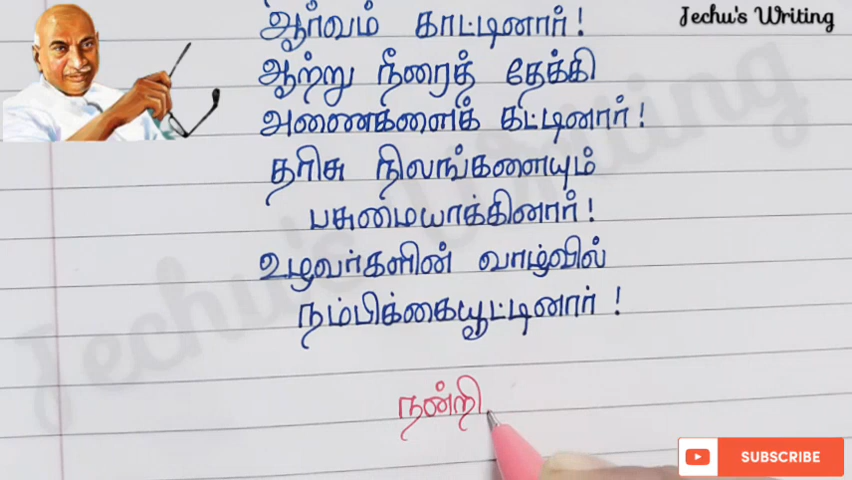 Jechu's Writing
ஆர்வம் காட்டினார்!
ஆற்று நீரைத் தேக்கி
அணைகளைக் கட்டினார்!
தரிசு நிலங்களையும்
பசுமையாக்கினார்!
உழவர்களின் வாழ்வில்
நம்பிக்கையூட்டினார்!
நன்றி
SUBSCRIBE